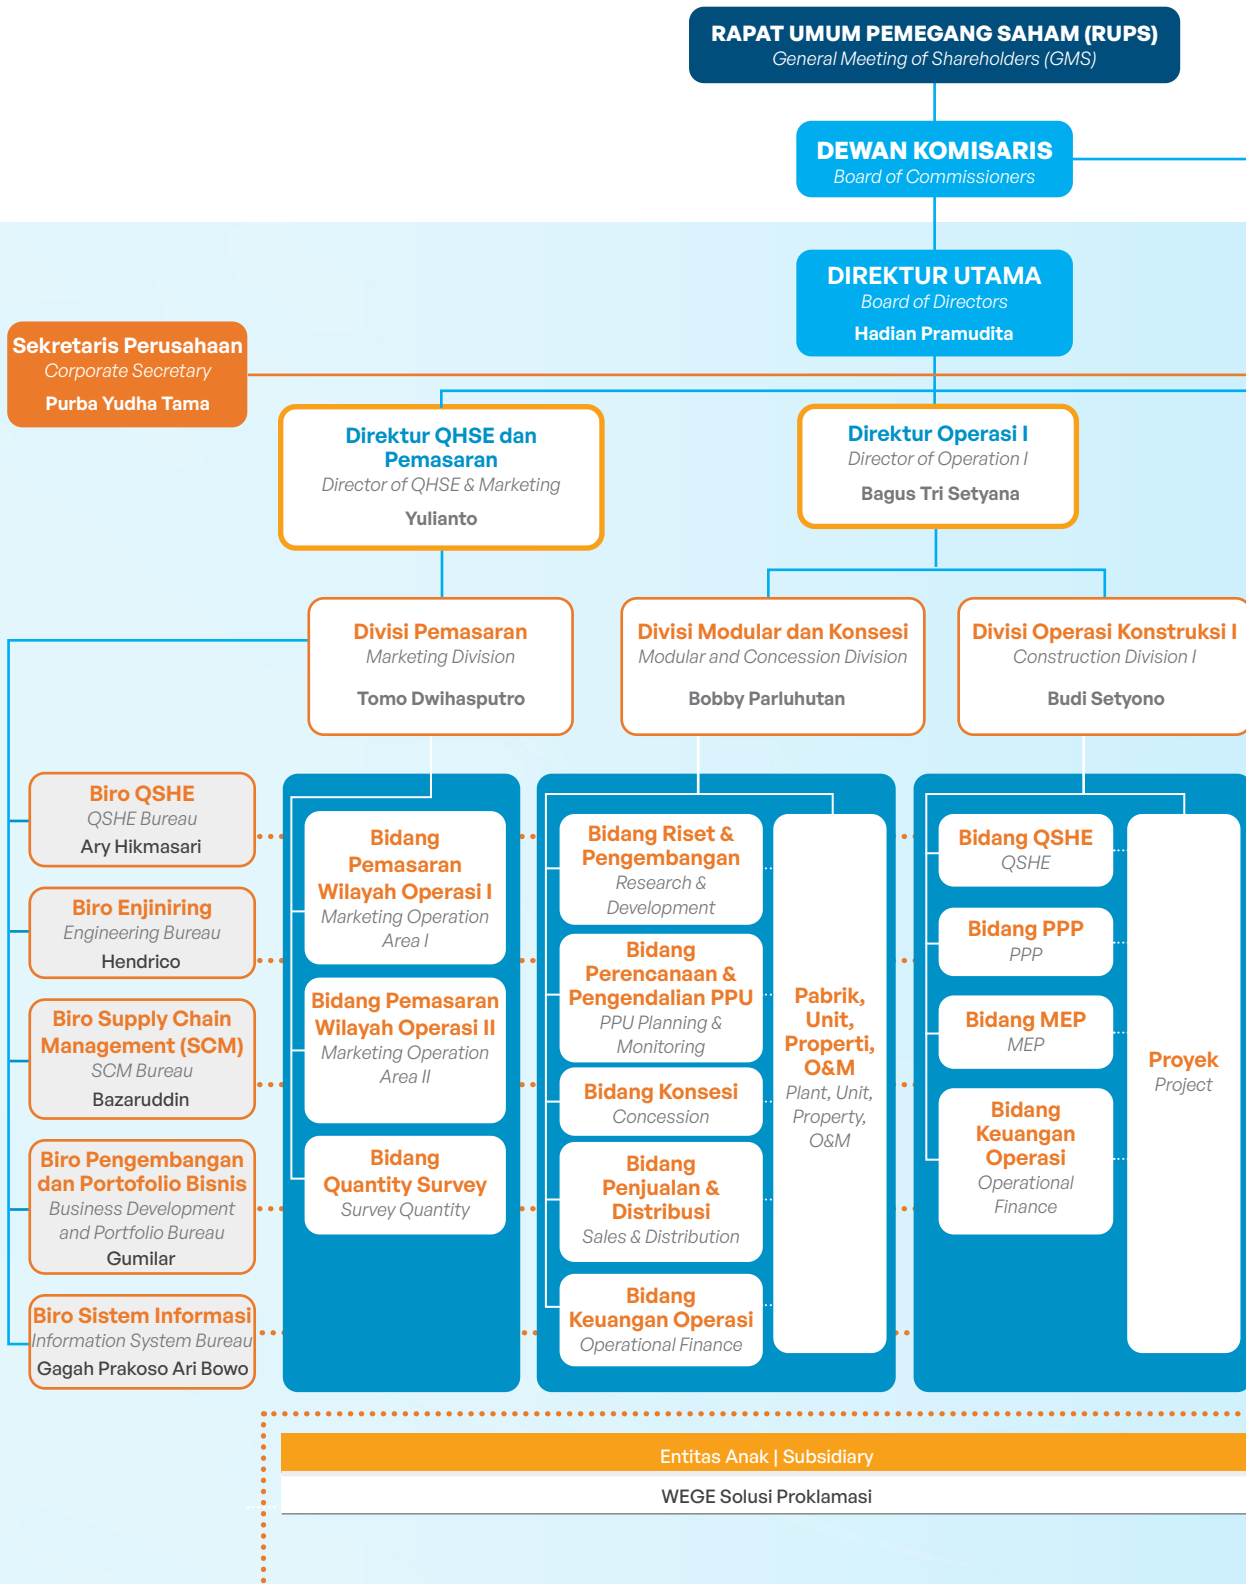 RAPAT UMUM PEMEGANG SAHAM (RUPS)
General Meeting of Shareholders (GMS)
DEWAN KOMISARIS
Board of Commissioners
DIREKTUR UTAMA
Board of Directors
Hadian Pramudita
Sekretaris Perusahaan
Corporate Secretary
Purba Yudha Tama
Direktur QHSE dan
Pemasaran
Director of QHSE & Marketing
Yulianto
Direktur Operasi I
Director of Operation I
Bagus Tri Setyana
Divisi Pemasaran
Marketing Division
Tomo Dwihasputro
Divisi Modular dan Konsesi
Modular and Concession Division
Bobby Parluhutan
Divisi Operasi Konstruksi I
Construction Division I
Budi Setyono
Biro QSHE
QSHE Bureau
Ary Hikmasari
Biro Enjiniring
Engineering Bureau
Hendrico
Biro Supply Chain
Management (SCM)
SCM Bureau
Bazaruddin
Biro Pengembangan
dan Portofolio Bisnis
Business Development
and Portfolio Bureau
Gumilar
Biro Sistem Informasi
Information System Bureau
Gagah Prakoso Ari Bowo
Bidang
Pemasaran
Wilayah Operasi I
Marketing Operation
Area I
Bidang Pemasaran
Wilayah Operasi II
Marketing Operation
Area II
Bidang
Quantity Survey
Survey Quantity
Bidang Riset &
Pengembangan
Research &
Development
Bidang
Perencanaan &
Pengendalian PPU
PPU Planning &
Monitoring
Bidang Konsesi
Concession
Bidang
Penjualan &
Distribusi
Sales & Distribution
Bidang
Keuangan Operasi
Operational Finance
Pabrik,
Unit,
Properti,
O&M
Plant, Unit,
Property,
O&M
Bidang QSHE
QSHE
Bidang PPP
PPP
Bidang MEP
MEP
Bidang
Keuangan
Operasi
Operational
Finance
Proyek
Project
Entitas Anak | Subsidiary
WEGE Solusi Proklamasi